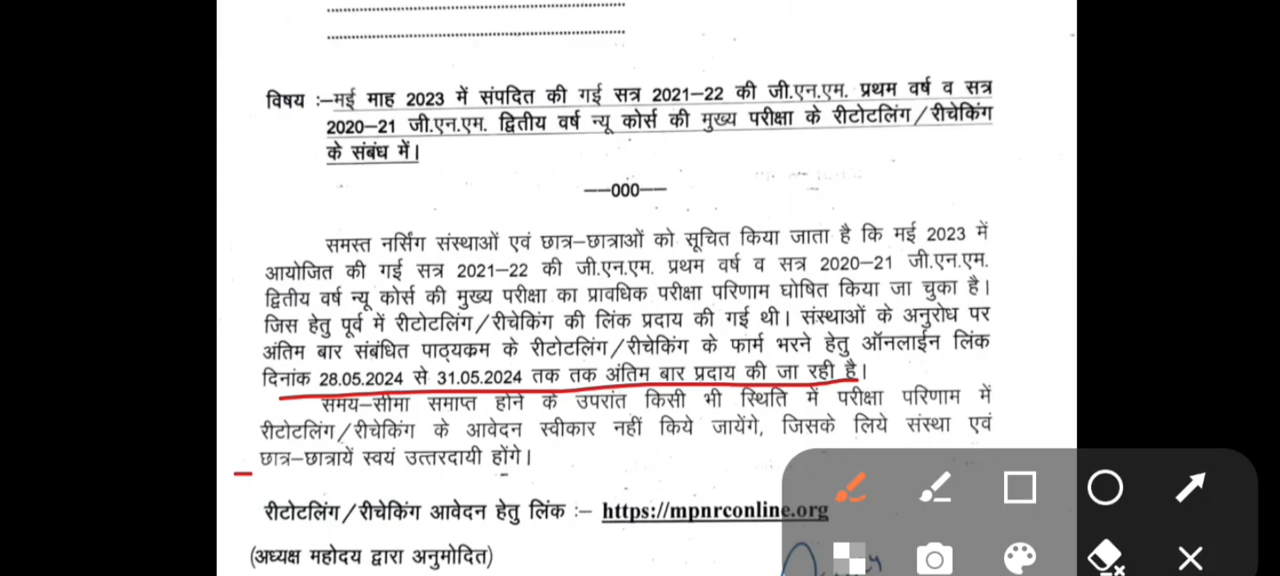 विषय :–मई माह 2023 में संपदित की गई सत्र 2021–22 की जी.एन.एम. प्रथम वर्ष व सत्र
2020–21 जी.एन.एम. द्वितीय वर्ष न्यू कोर्स की मुख्य परीक्षा के रीटोटलिंग/रीचेकिंग
के संबंध में।
––000––
समस्त नर्सिंग संस्थाओं एवं छात्र–छात्राओं को सूचित किया जाता है कि मई 2023 में
आयोजित की गई सत्र 2021–22 की जी.एन.एम. प्रथम वर्ष व सत्र 2020–21 जी.एन.एम.
द्वितीय वर्ष न्यू कोर्स की मुख्य परीक्षा का प्रावधिक परीक्षा परिणाम घोषित किया जा चुका है।
जिस हेतु पूर्व में रीटोटलिंग/रीचेकिंग की लिंक प्रदाय की गई थी। संस्थाओं के अनुरोध पर
अंतिम बार संबंधित पाठ्यक्रम के रीटोटलिंग/रीचेकिंग के फार्म भरने हेतु ऑनलाईन लिंक
दिनांक 28.05.2024 से 31.05.2024 तक तक अंतिम बार प्रदाय की जा रही है।
समय–सीमा समाप्त होने के उपरांत किसी भी स्थिति में परीक्षा परिणाम में
रीटोटलिंग/रीचेकिंग के आवेदन स्वीकार नहीं किये जायेंगे, जिसके लिये संस्था एवं
छात्र–छात्रायें स्वयं उत्तरदायी होंगे।
रीटोटलिंग/रीचेकिंग आवेदन हेतु लिंक :– https://mpnrconline.org
(अध्यक्ष महोदय द्वारा अनुमोदित)